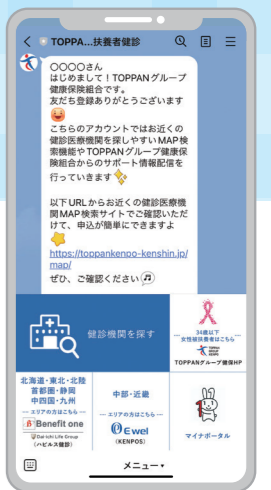 TOPPA...扶養者健診
〇〇〇〇さん
はじめまして！TOPPANグループ
健康保険組合です。
友だち登録ありがとうございます
こちらのアカウントではお近くの
健診医療機関を探しやすいMAP検
索機能やTOPPANグループ健康保
険組合からのサポート情報配信を
行っていきます
以下URLからお近くの健診医療機
関MAP検索サイトでご確認いただ
けて、申込が簡単にできますよ
https://toppankenpo-kenshin.jp/
map/
ぜひ、ご確認ください
健診機関を探す
34歳以下
女性被扶養者はこちら
TOPPANグループ健保HP
北海道・東北・北陸
首都圏・静岡
中四国・九州
エリアの方はこちら
Benefit one
Dai-ichi Life Group
(ハピルス健診)
中部・近畿
エリアの方はこちら
Ewel
(KENPOS)
マイナポータル
メニュー▾